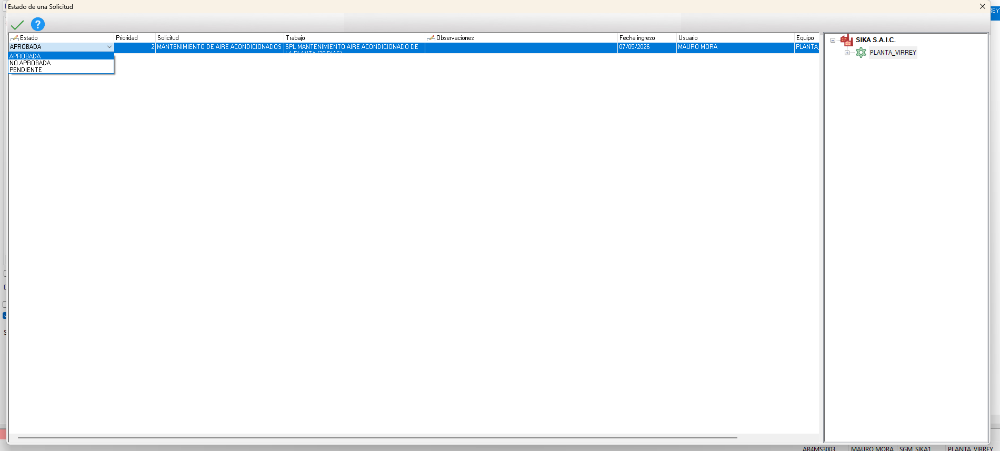 Estado de una Solicitud
?
Estado Prioridad Solicitud Trabajo Observaciones Fecha ingreso Usuario Equipo
APROBADA 2 MANTENIMIENTO DE AIRE ACONDICIONADOS SPL MANTENIMIENTO AIRE ACONDICIONADO DE 07/05/2026 MAURO MORA PLANTA_
APROBADA
NO APROBADA
PENDIENTE
SIKA S.A.I.C.
PLANTA_VIRREY
REY
AR4MS3003 MAURO MORA SGM_SIKA1 PLANTA_VIRREY